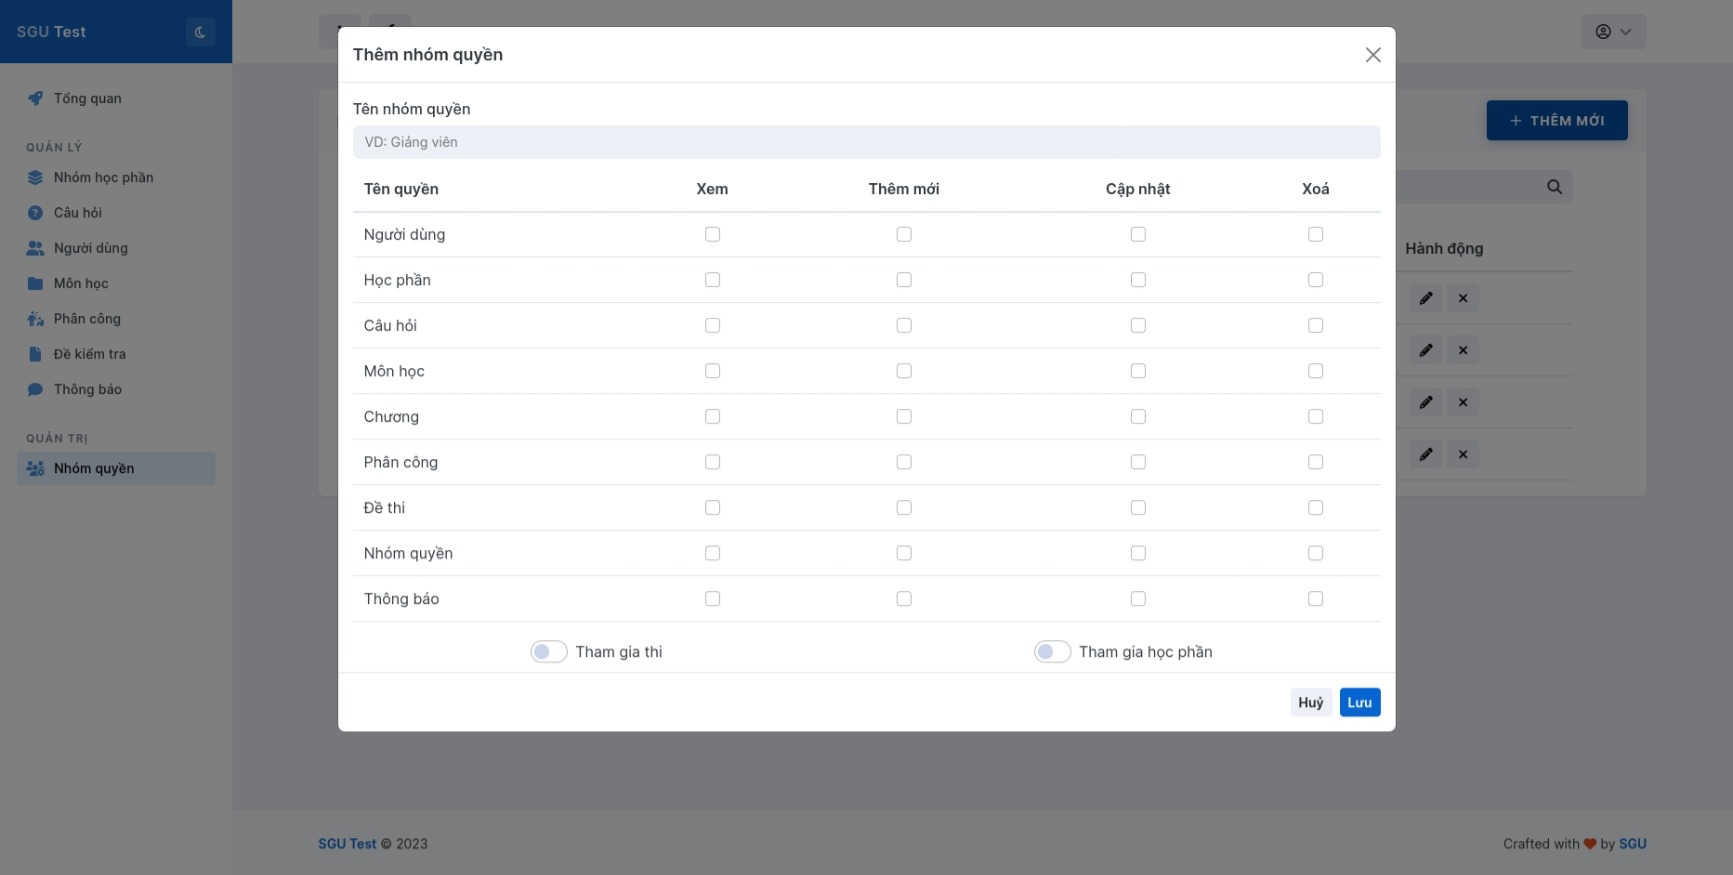 SGU Test
Tổng quan
QUẢN LÝ
Nhóm học phần
Câu hỏi
Người dùng
Môn học
Phân công
Đề kiểm tra
Thông báo
QUẢN TRỊ
Nhóm quyền
Thêm nhóm quyền
Tên nhóm quyền
VD: Giảng viên
Tên quyền Xem Thêm mới Cập nhật Xoá
Người dùng
Học phần
Câu hỏi
Môn học
Chương
Phân công
Đề thi
Nhóm quyền
Thông báo
Tham gia thi Tham gia học phần
Huỷ Lưu
THÊM MỚI
Hành động
SGU Test © 2023
Crafted with by SGU